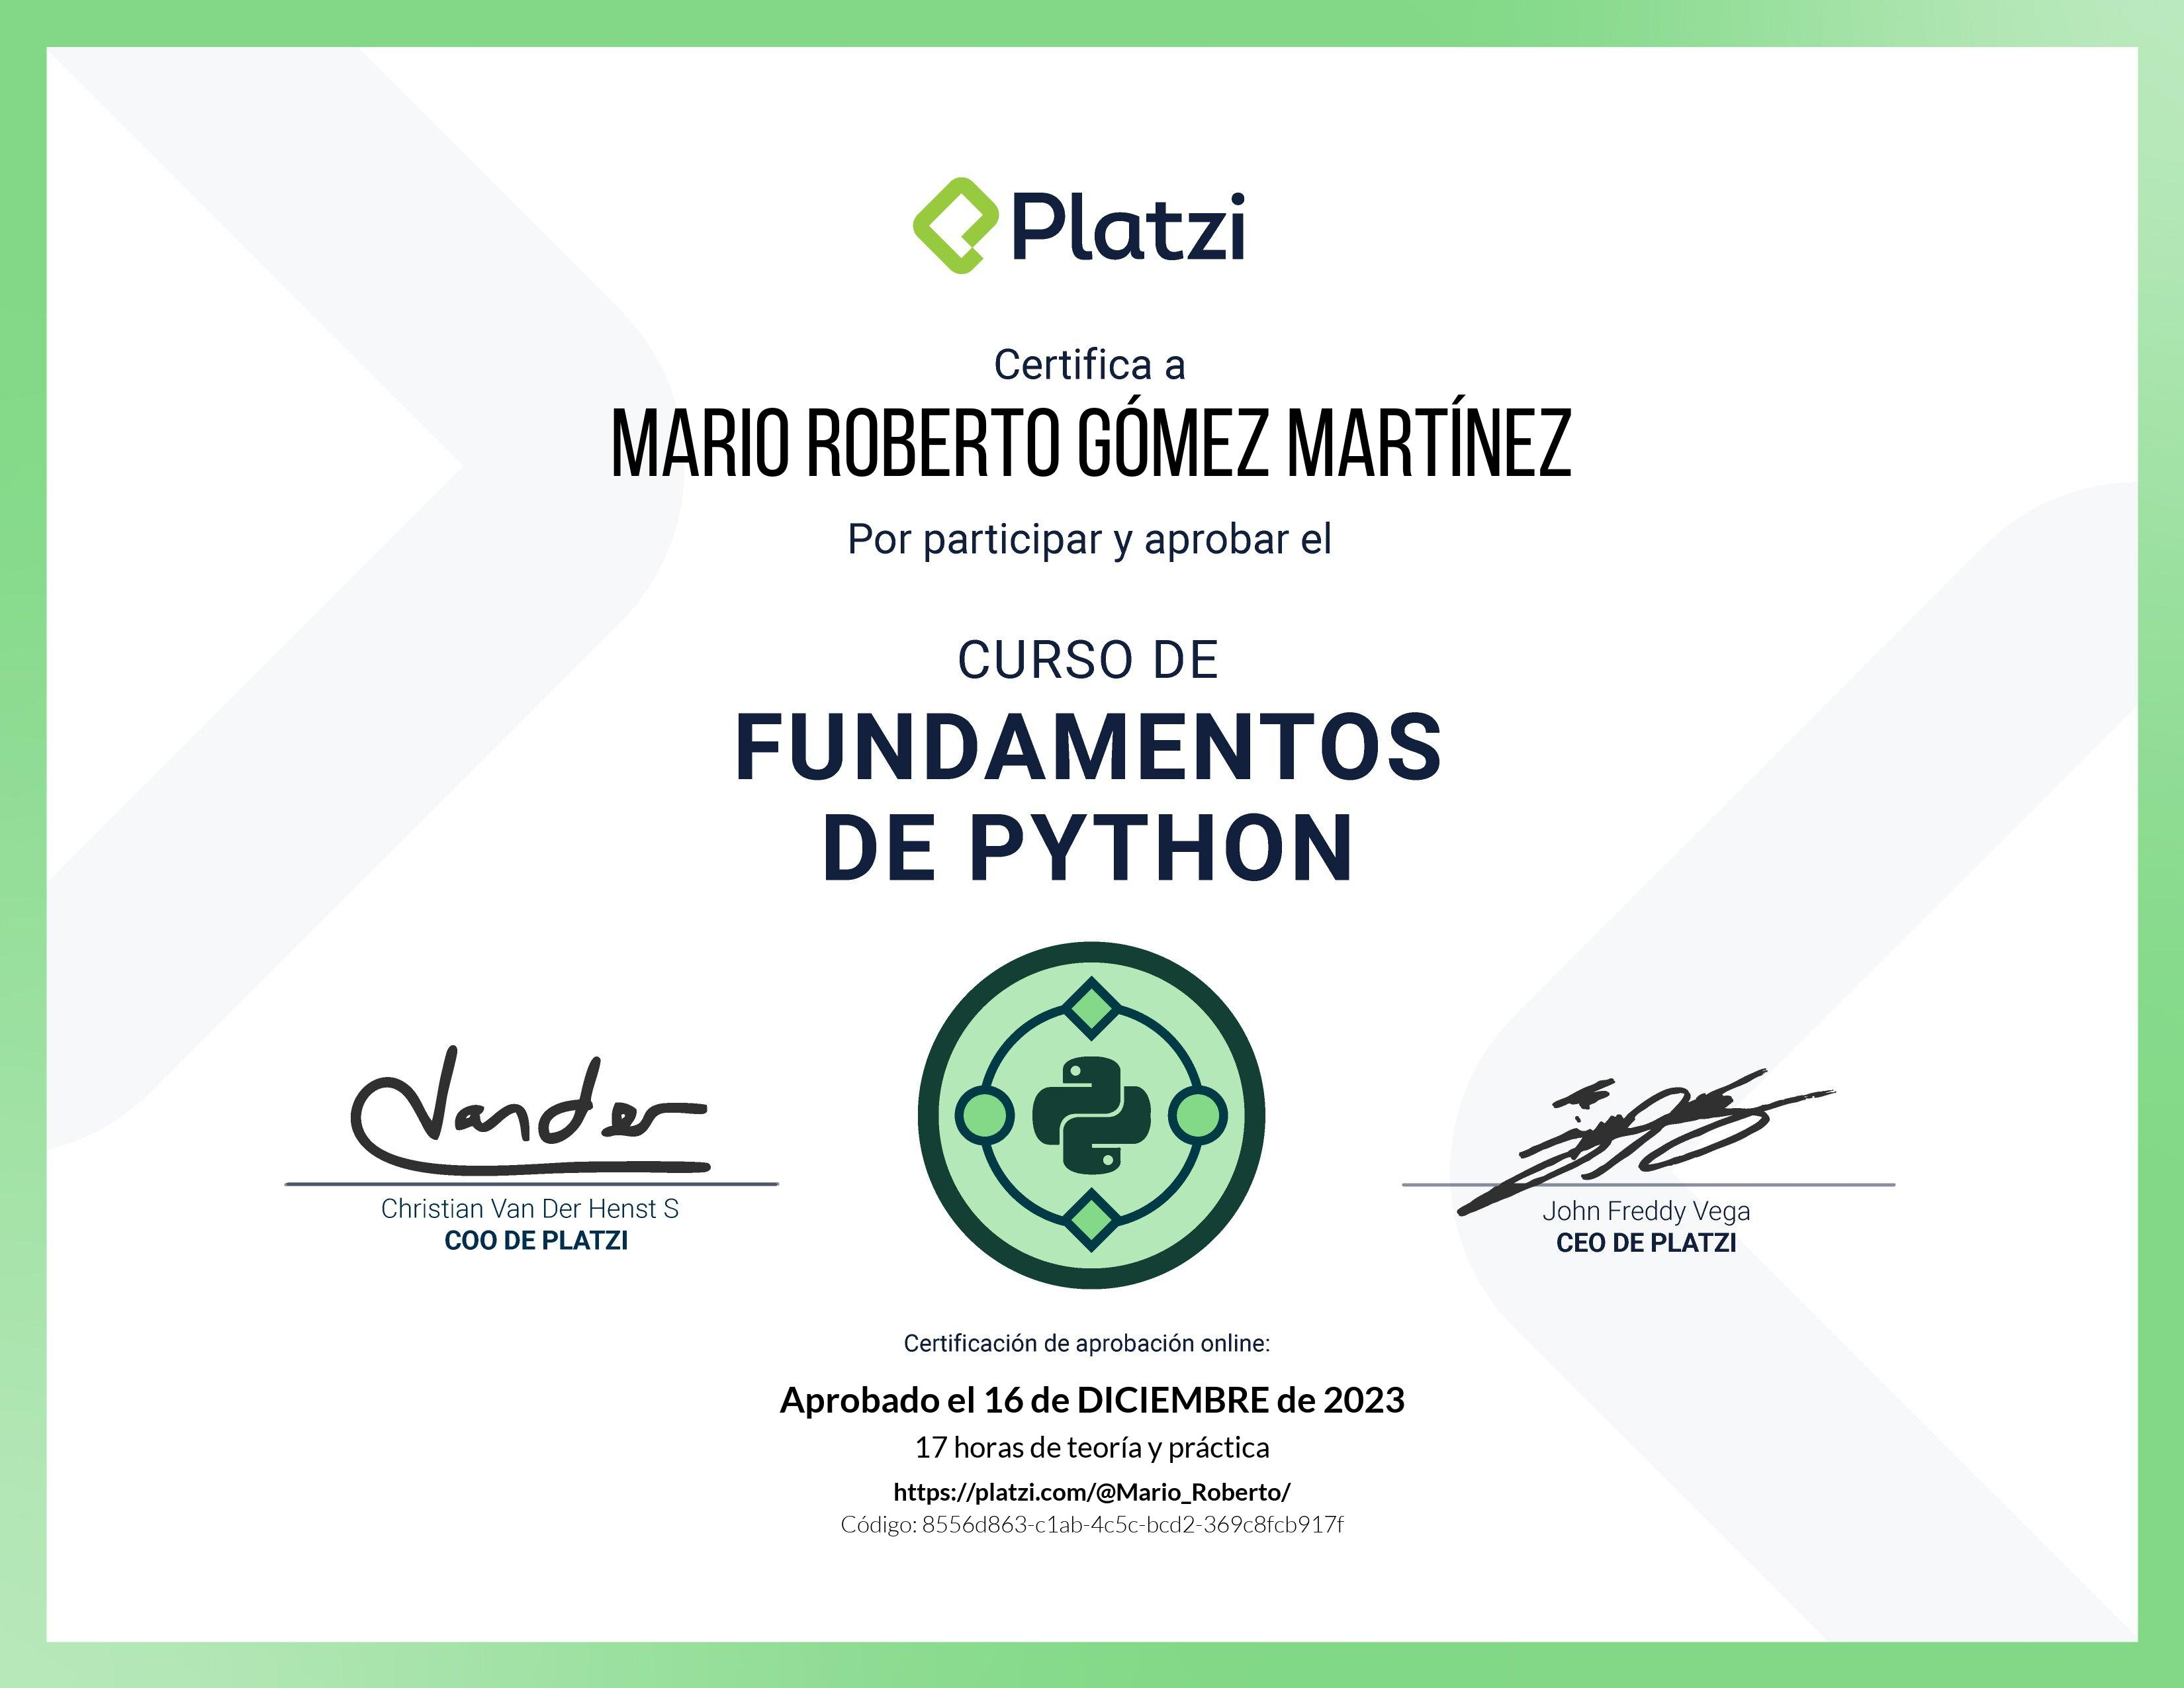 Platzi
Certifica a
MARIO ROBERTO GÓMEZ MARTÍNEZ
Por participar y aprobar el
CURSO DE
FUNDAMENTOS
DE PYTHON
Vander
Christian Van Der Henst S
COO DE PLATZI
John Freddy Vega
CEO DE PLATZI
Certificación de aprobación online:
Aprobado el 16 de DICIEMBRE de 2023
17 horas de teoría y práctica
https://platzi.com/@Mario_Roberto/
Código: 8556d863-c1ab-4c5c-bcd2-369c8fcb917f